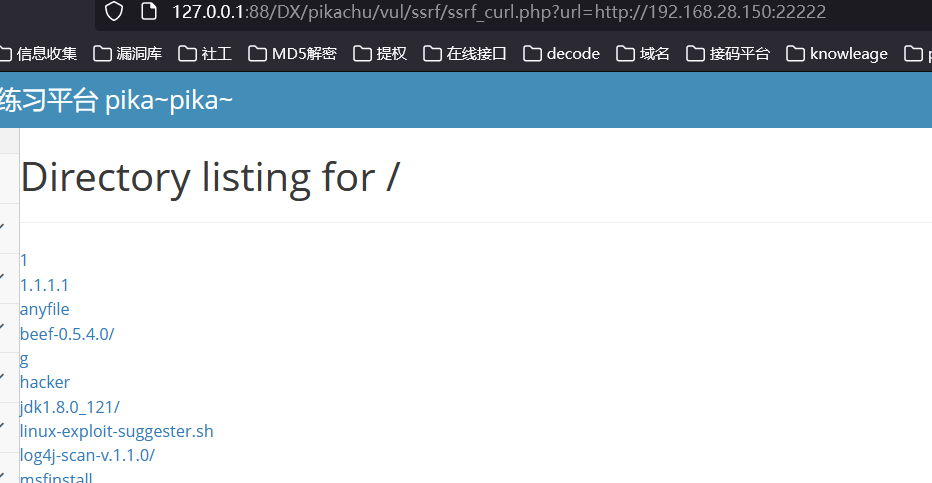 127.0.0.1:88/DX/pikachu/vul/ssrf/ssrf_curl.php?url=http://192.168.28.150:22222
信息收集 漏洞库 社工 MD5解密 提权 在线接口 decode 域名 接码平台 knowleage
练习平台 pika~pika~
Directory listing for /
1
1.1.1.1
anyfile
beef-0.5.4.0/
g
hacker
jdk1.8.0_121/
linux-exploit-suggester.sh
log4j-scan-v.1.1.0/
msfinstall